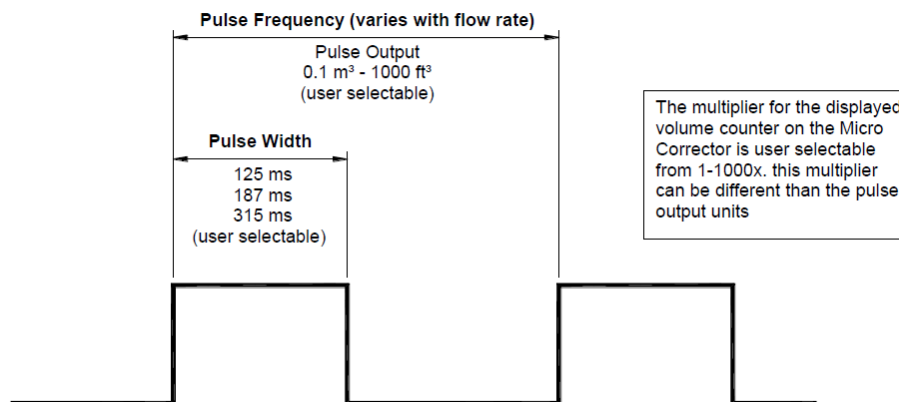 Pulse Frequency (varies with flow rate)
Pulse Output
0.1 m³ - 1000 ft³
(user selectable)
Pulse Width
125 ms
187 ms
315 ms
(user selectable)
The multiplier for the displayed
volume counter on the Micro
Corrector is user selectable
from 1-1000x. this multiplier
can be different than the pulse
output units